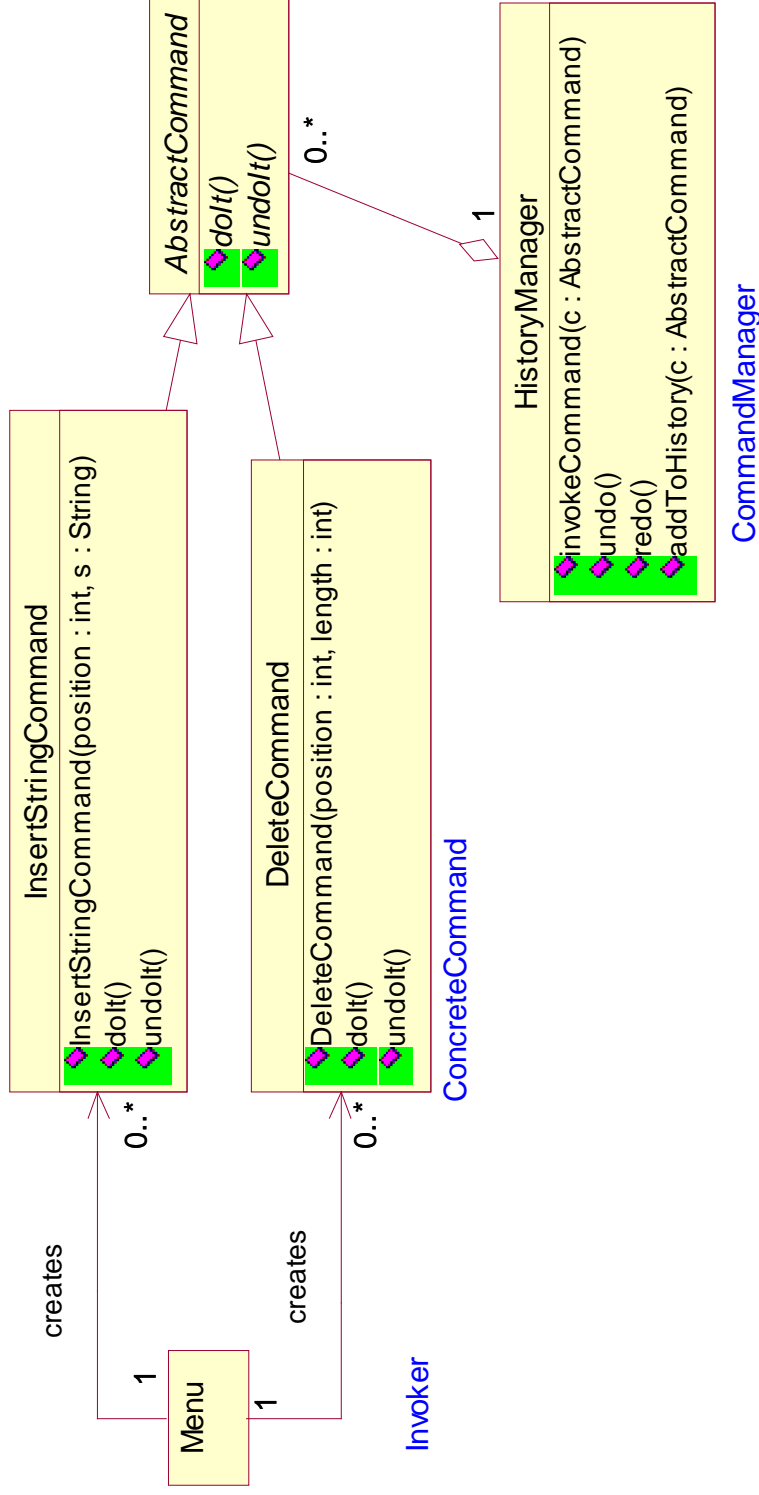 InsertStringCommand
InsertStringCommand(position : int, s : String)
doIt()
undoIt()
AbstractCommand
doIt()
undoIt()
creates
1
0..*
Menu
1
creates
0..*
DeleteCommand
DeleteCommand(position : int, length : int)
doIt()
undoIt()
0..*
1
Invoker
ConcreteCommand
HistoryManager
invokeCommand(c : AbstractCommand)
undo()
redo()
addToHistory(c : AbstractCommand)
CommandManager